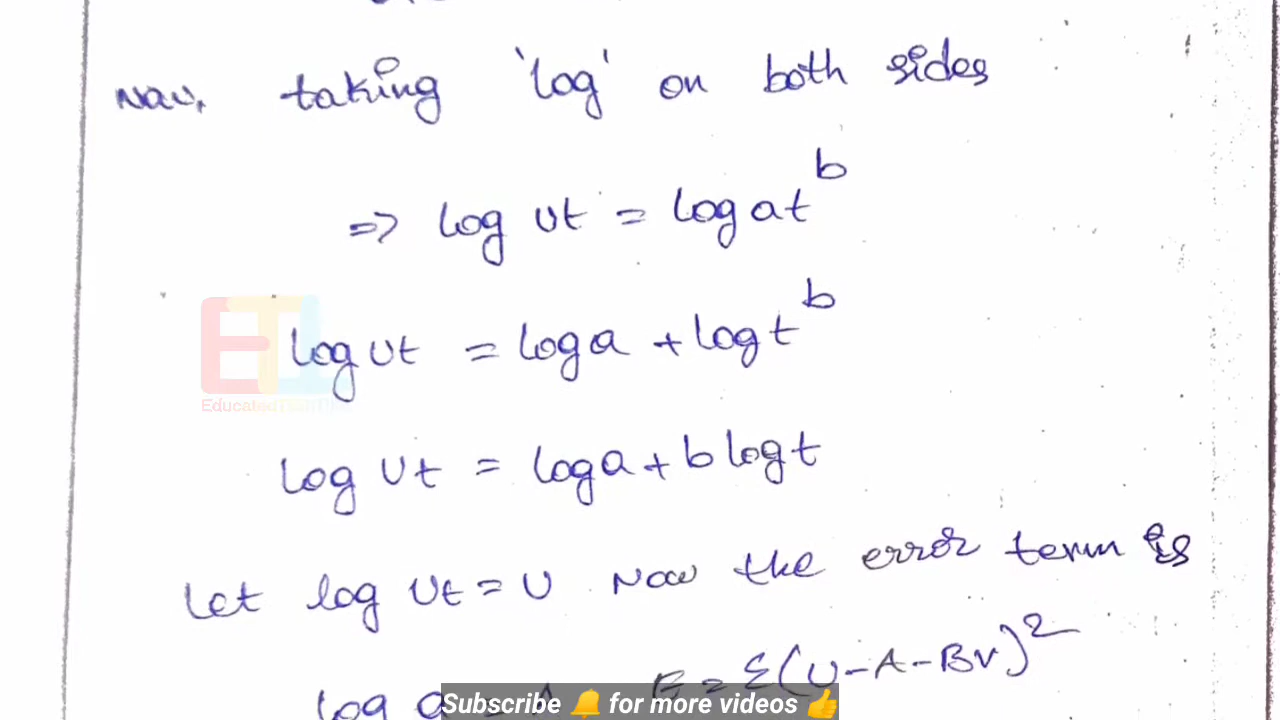 Now, taking 'log' on both sides
=> log Ut = log at^b
log Ut = log a + log t^b
log Ut = log a + b log t
Let log Ut = U Now the error term is
E = Σ(U-A-Bv)^2
log a = A
Subscribe 🔔 for more videos 👍